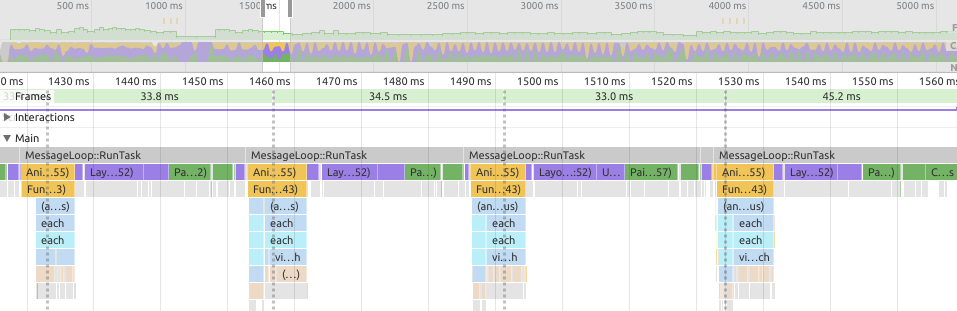 500 ms 1000 ms 1500 ms 2000 ms 2500 ms 3000 ms 3500 ms 4000 ms 4500 ms 5000 ms
F
C
N
0 ms 1430 ms 1440 ms 1450 ms 1460 ms 1470 ms 1480 ms 1490 ms 1500 ms 1510 ms 1520 ms 1530 ms 1540 ms 1550 ms 1560 ms
Frames 33.8 ms 34.5 ms 33.0 ms 45.2 ms
Interactions
Main
MessageLoop::RunTask MessageLoop::RunTask MessageLoop::RunTask MessageLoop::RunTask
Ani...55) Lay...52) Pa...2) Ani...55) Lay...52) Pa...) Ani...55) Layo...:52) U... Pai...57) Ani...55) Lay...52) Pa...) C...s
Fun...3) Fun...43) Fun...43) Fun...43)
(a...s) (a...s) (an...us) (an...us)
each each each each
each each each each
vi...h vi...h vi...ch
(...)